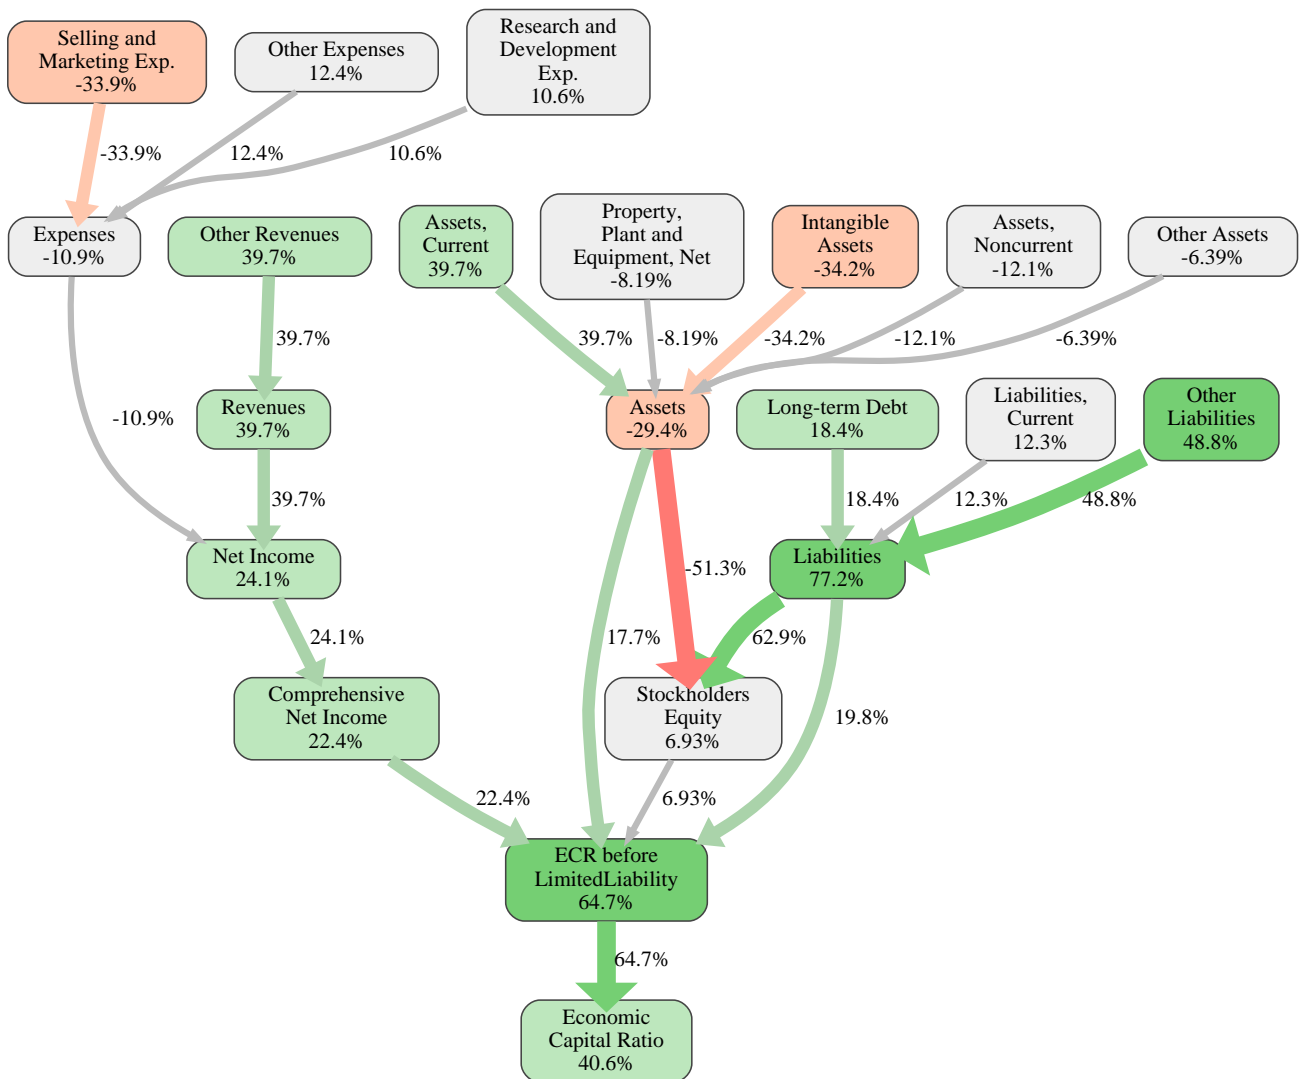 Selling and
Marketing Exp.
-33.9%
Other Expenses
12.4%
Research and
Development
Exp.
10.6%
-33.9%
12.4%
10.6%
Expenses
-10.9%
Other Revenues
39.7%
Assets,
Current
39.7%
Property,
Plant and
Equipment, Net
-8.19%
Intangible
Assets
-34.2%
Assets,
Noncurrent
-12.1%
Other Assets
-6.39%
39.7%
39.7%
-8.19%
-34.2%
-12.1%
-6.39%
-10.9%
Revenues
39.7%
Assets
-29.4%
Long-term Debt
18.4%
Liabilities,
Current
12.3%
Other
Liabilities
48.8%
39.7%
18.4%
12.3%
48.8%
Net Income
24.1%
-51.3%
Liabilities
77.2%
24.1%
17.7%
62.9%
Comprehensive
Net Income
22.4%
Stockholders
Equity
6.93%
19.8%
22.4%
6.93%
ECR before
LimitedLiability
64.7%
64.7%
Economic
Capital Ratio
40.6%